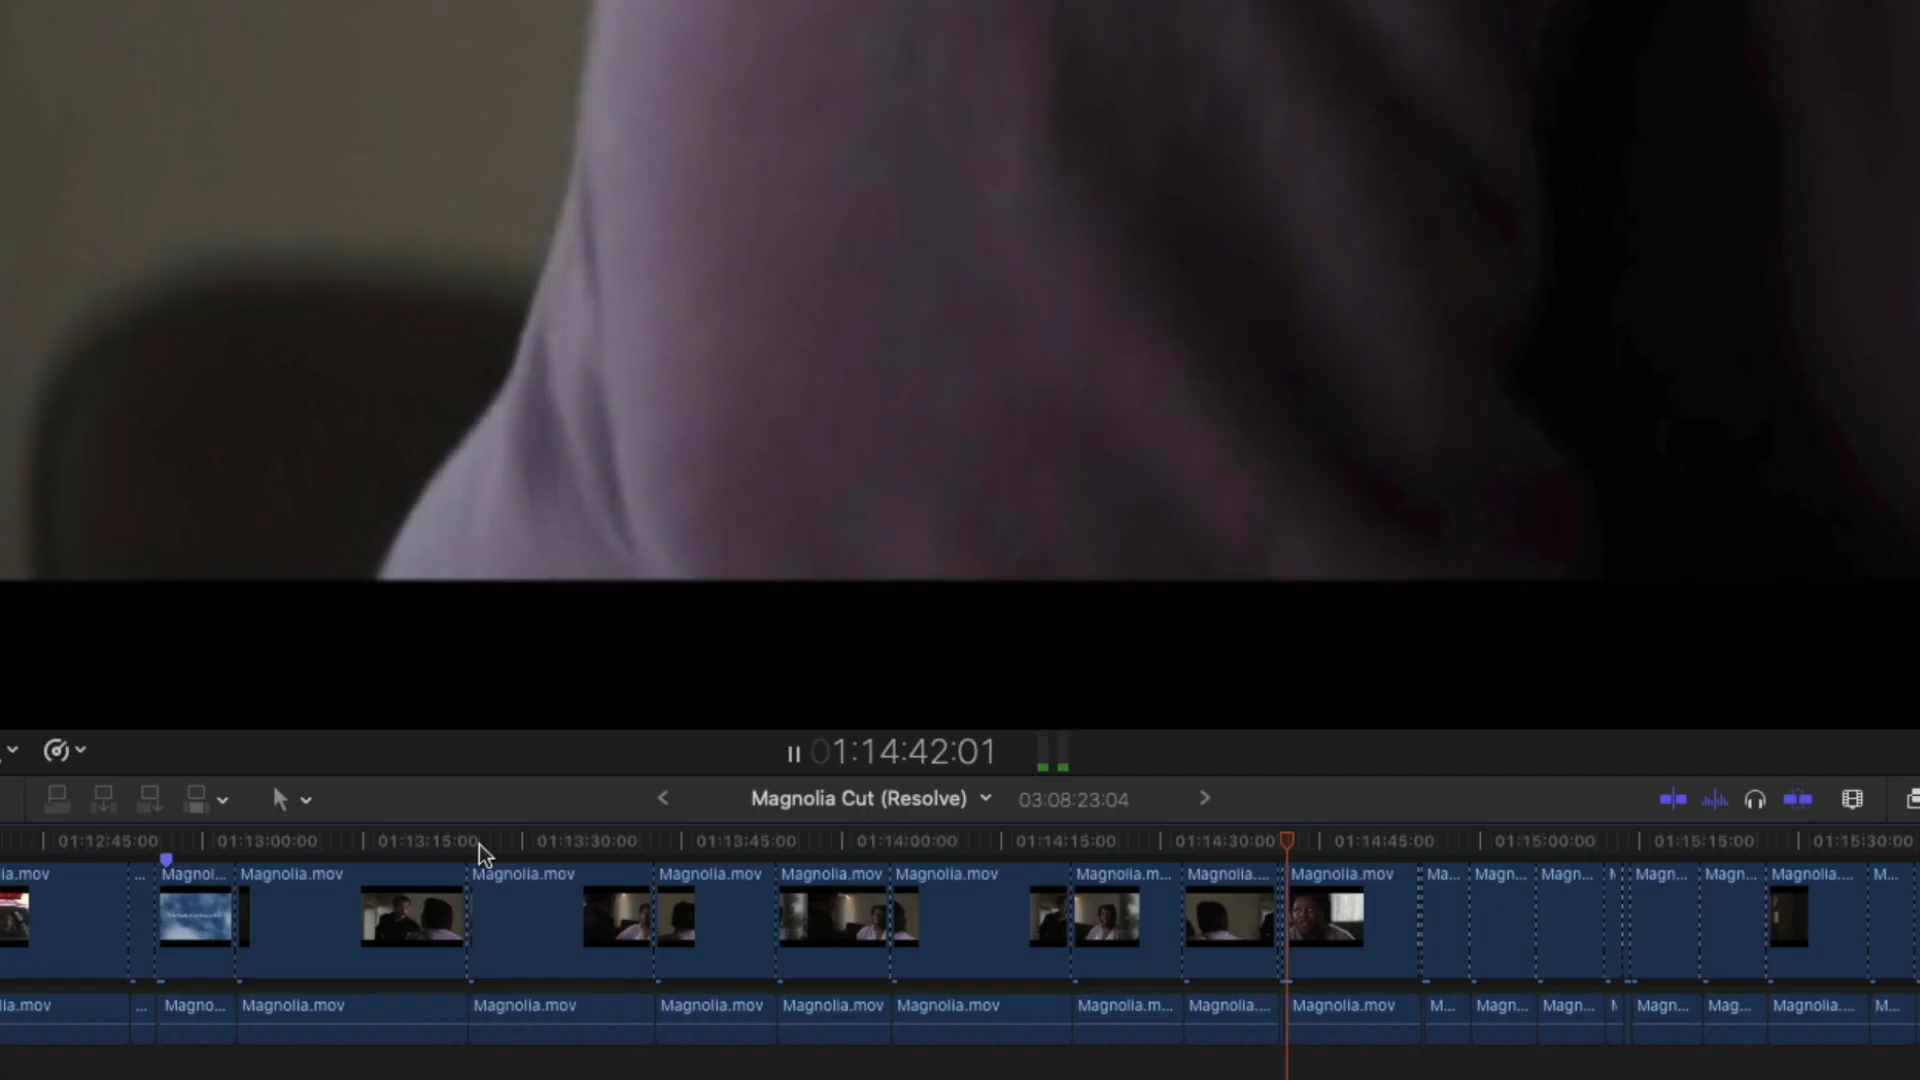 01:14:42:01
Magnolia Cut (Resolve) 03:08:23:04
01:12:45:00 01:13:00:00 01:13:15:00 01:13:30:00 01:13:45:00 01:14:00:00 01:14:15:00 01:14:30:00 01:14:45:00 01:15:00:00 01:15:15:00 01:15:30:00
ia.mov ... Magnol... Magnolia.mov Magnolia.mov Magnolia.mov Magnolia.mov Magnolia.mov Magnolia.m... Magnolia.... Magnolia.mov Ma... Magn... Magn... Magn... Magn... Magnolia.... M...
ia.mov ... Magno... Magnolia.mov Magnolia.mov Magnolia.mov Magnolia.mov Magnolia.mov Magnolia.m... Magnolia.... Magnolia.mov M... Magn... Magn... Magn... Mag... Magnolia.... M...